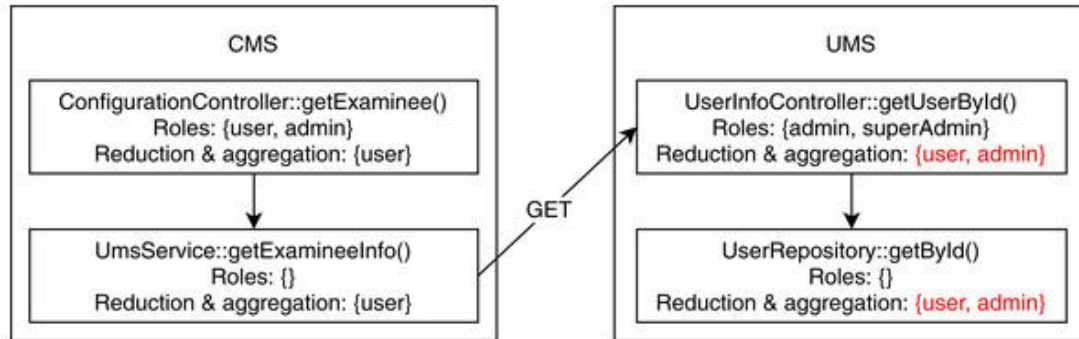 CMS
ConfigurationController::getExaminee()
Roles: {user, admin}
Reduction & aggregation: {user}
UmsService::getExamineeInfo()
Roles: {}
Reduction & aggregation: {user}
GET
UMS
UserInfoController::getUserById()
Roles: {admin, superAdmin}
Reduction & aggregation: {user, admin}
UserRepository::getById()
Roles: {}
Reduction & aggregation: {user, admin}